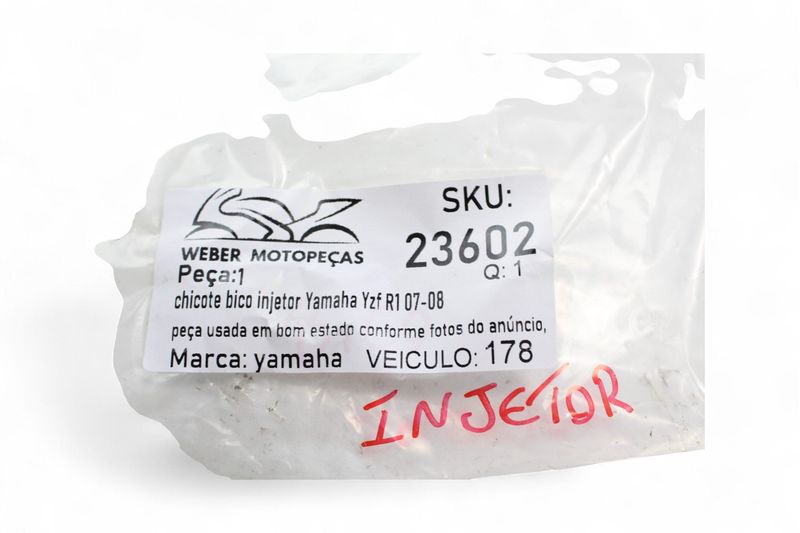 WEBER MOTOPEÇAS
SKU:
23602
Q: 1
Peça:1
chicote bico injetor Yamaha Yzf R1 07-08
peça usada em bom estado conforme fotos do anúncio,
Marca: yamaha VEICULO: 178
INJETOR